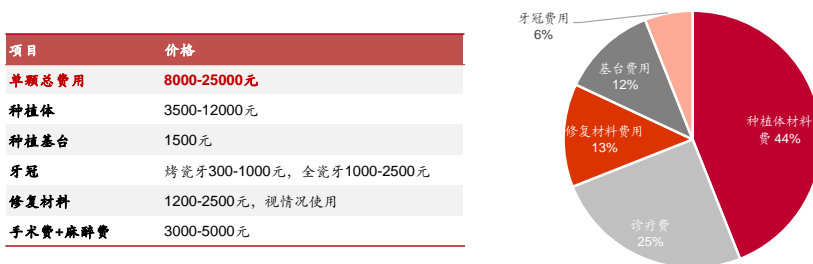 项目 价格
单颗总费用 8000-25000元
种植体 3500-12000元
种植基台 1500元
牙冠 烤瓷牙300-1000元，全瓷牙1000-2500元
修复材料 1200-2500元，视情况使用
手术费+麻醉费 3000-5000元
牙冠费用
6%
基台费用
12%
修复材料费用
13%
种植体材料
费 44%
诊疗费
25%